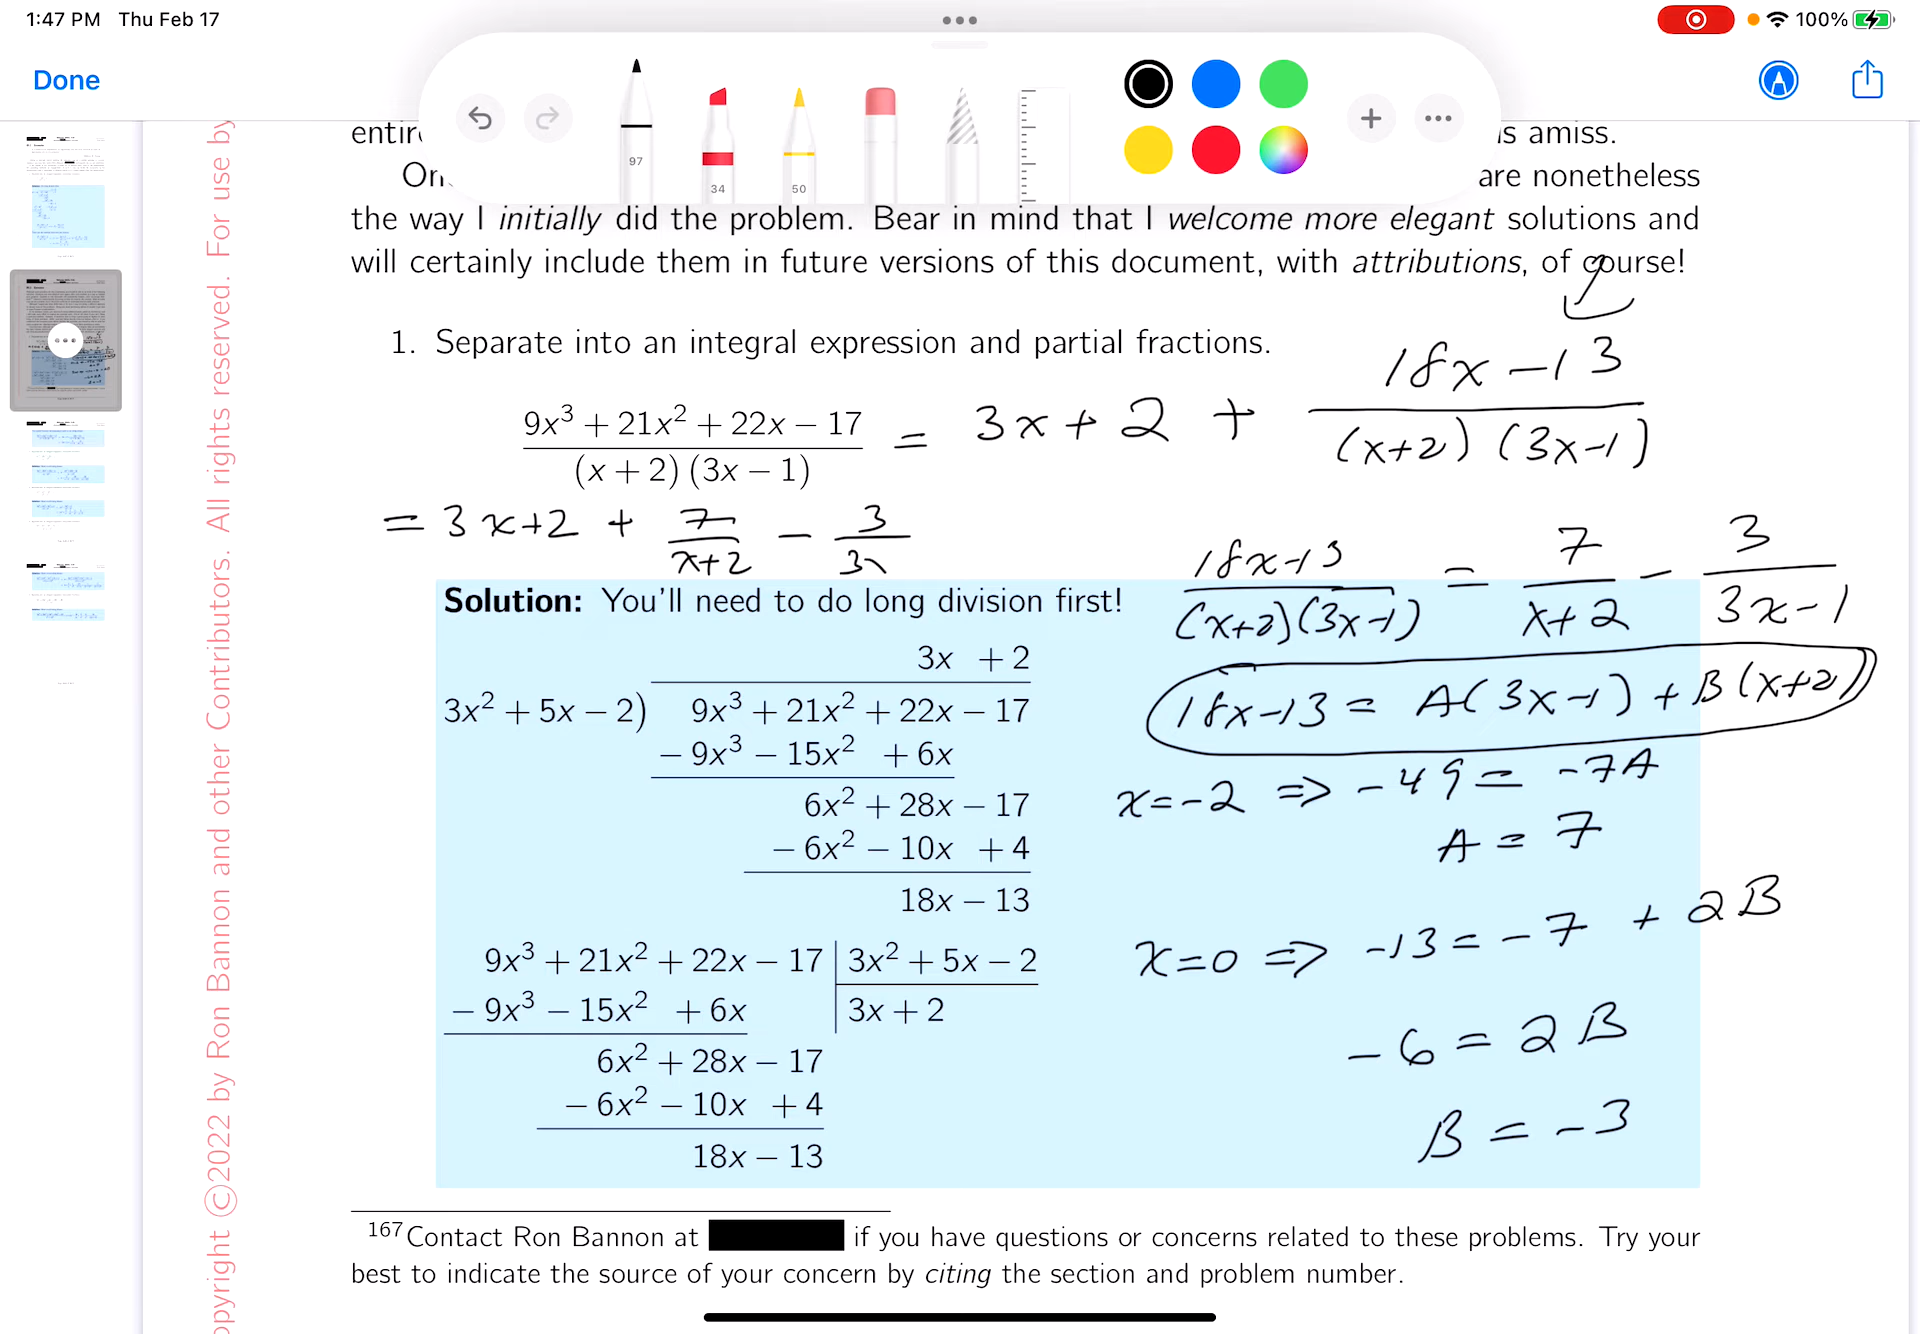 1:47 PM Thu Feb 17
100%
Done
97
34
50
is amiss.
are nonetheless
the way I initially did the problem. Bear in mind that I welcome more elegant solutions and
will certainly include them in future versions of this document, with attributions, of course!
1. Separate into an integral expression and partial fractions.
18x - 13
9x³ + 21x² + 22x − 17 = 3x + 2 +
(x + 2) (3x − 1)
(x+2) (3x-1)
= 3x+2 + 7/(x+2) - 3/3
18x-13 = 7 - 3
(x+2)(3x-1) x+2 3x-1
Solution: You'll need to do long division first!
3x + 2
3x² + 5x − 2) 9x³ + 21x² + 22x − 17
− 9x³ − 15x² + 6x
6x² + 28x − 17
− 6x² − 10x + 4
18x − 13
9x³ + 21x² + 22x − 17 | 3x² + 5x − 2
− 9x³ − 15x² + 6x | 3x + 2
6x² + 28x − 17
− 6x² − 10x + 4
18x − 13
18x-13 = A(3x-1) + B(x+2)
x=-2 => -49 = -7A
A = 7
x=0 => -13 = -7 + 2B
-6 = 2B
B = -3
167 Contact Ron Bannon at if you have questions or concerns related to these problems. Try your
best to indicate the source of your concern by citing the section and problem number.
opyright ©2022 by Ron Bannon and other Contributors. All rights reserved. For use by